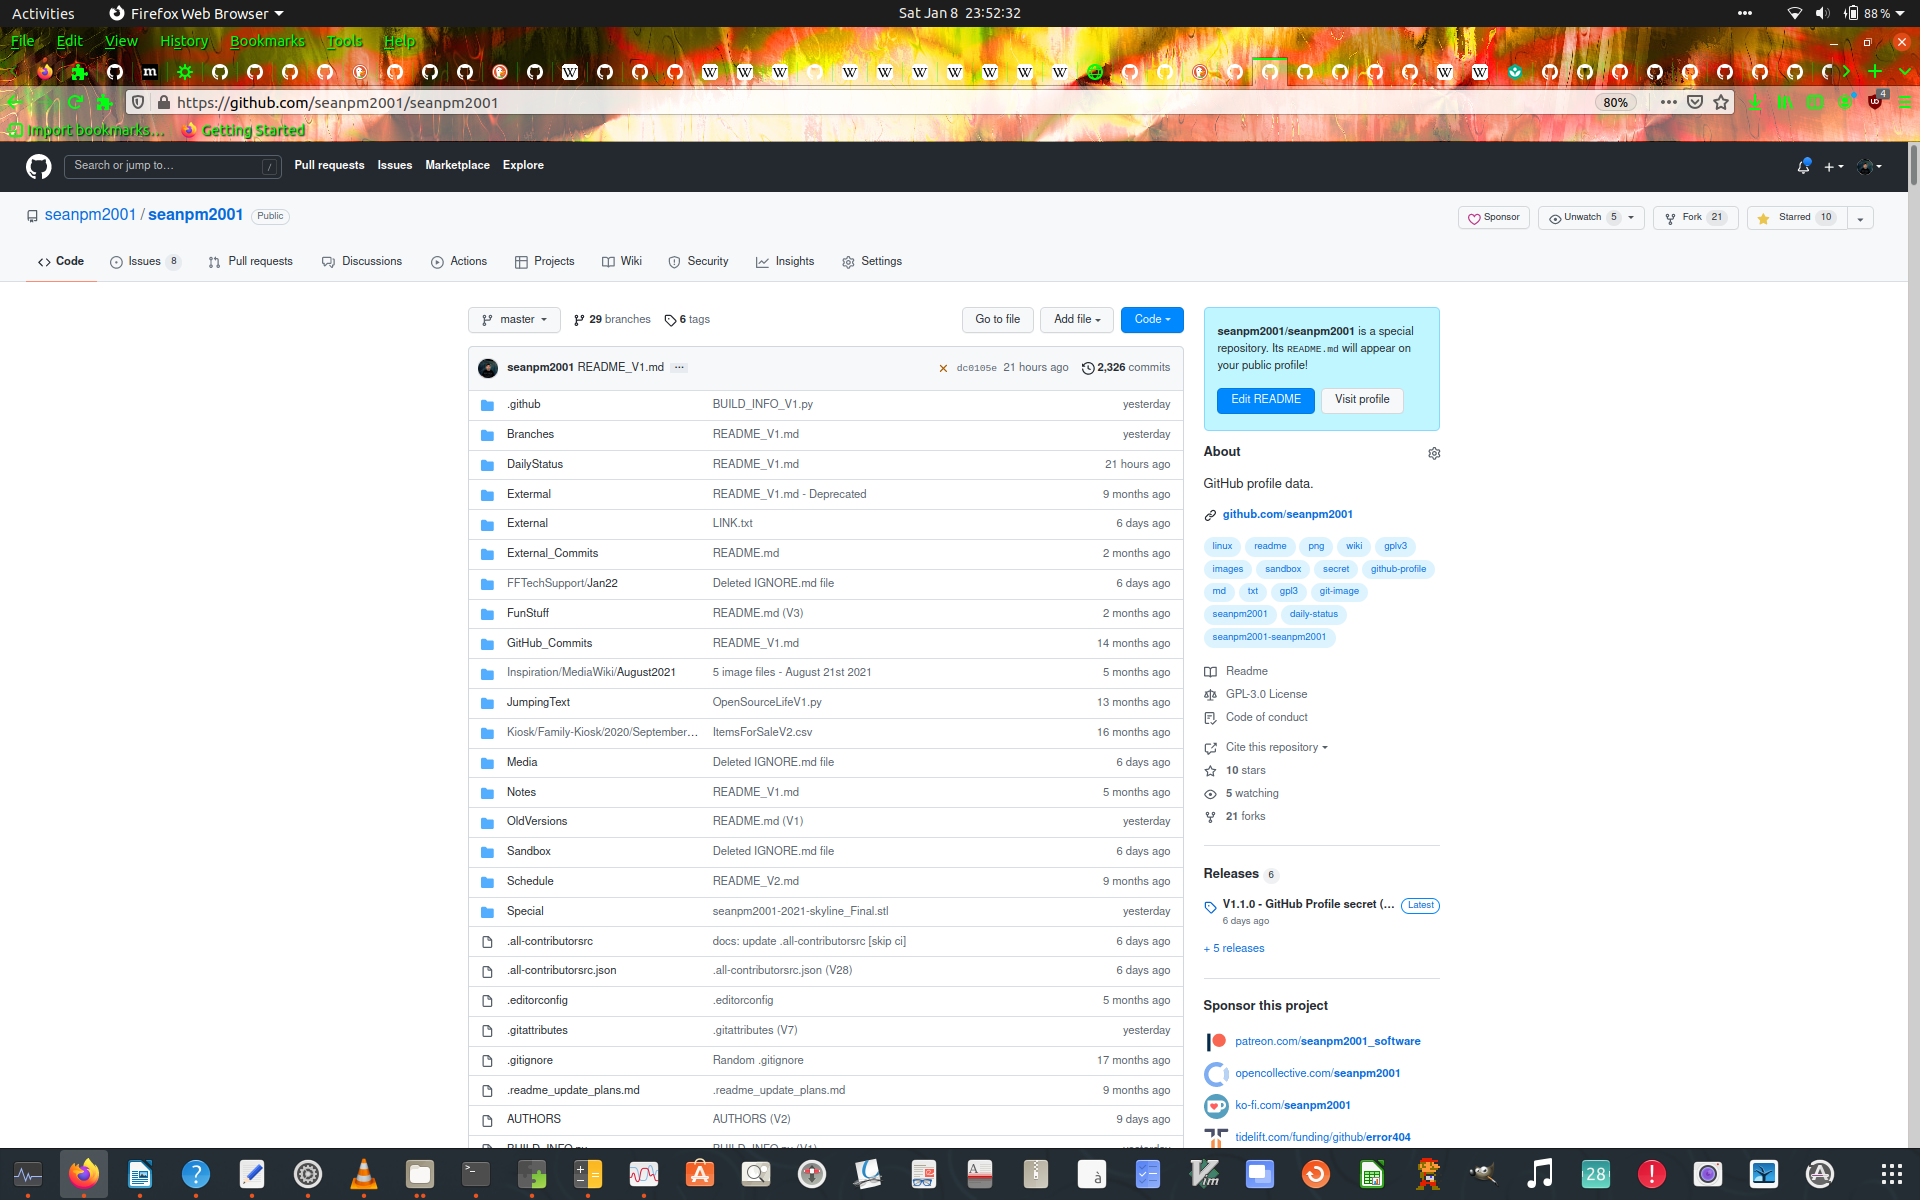 Activities Firefox Web Browser Sat Jan 8 23:52:32 88 %
File Edit View History Bookmarks Tools Help
https://github.com/seanpm2001/seanpm2001 80% 4
Import bookmarks... Getting Started
Search or jump to... / Pull requests Issues Marketplace Explore
seanpm2001 / seanpm2001 Public Sponsor Unwatch 5 Fork 21 Starred 10
Code Issues 8 Pull requests Discussions Actions Projects Wiki Security Insights Settings
master 29 branches 6 tags Go to file Add file Code
seanpm2001 README_V1.md ... dc0105e 21 hours ago 2,326 commits
.github BUILD_INFO_V1.py yesterday
Branches README_V1.md yesterday
DailyStatus README_V1.md 21 hours ago
Extermal README_V1.md - Deprecated 9 months ago
External LINK.txt 6 days ago
External_Commits README.md 2 months ago
FFTechSupport/Jan22 Deleted IGNORE.md file 6 days ago
FunStuff README.md (V3) 2 months ago
GitHub_Commits README_V1.md 14 months ago
Inspiration/MediaWiki/August2021 5 image files - August 21st 2021 5 months ago
JumpingText OpenSourceLifeV1.py 13 months ago
Kiosk/Family-Kiosk/2020/September... ItemsForSaleV2.csv 16 months ago
Media Deleted IGNORE.md file 6 days ago
Notes README_V1.md 5 months ago
OldVersions README.md (V1) yesterday
Sandbox Deleted IGNORE.md file 6 days ago
Schedule README_V2.md 9 months ago
Special seanpm2001-2021-skyline_Final.stl yesterday
.all-contributorsrc docs: update .all-contributorsrc [skip ci] 6 days ago
.all-contributorsrc.json .all-contributorsrc.json (V28) 6 days ago
.editorconfig .editorconfig 5 months ago
.gitattributes .gitattributes (V7) yesterday
.gitignore Random .gitignore 17 months ago
.readme_update_plans.md .readme_update_plans.md 9 months ago
AUTHORS AUTHORS (V2) 9 days ago
seanpm2001/seanpm2001 is a special
repository. Its README.md will appear on
your public profile!
Edit README Visit profile
About
GitHub profile data.
github.com/seanpm2001
linux readme png wiki gplv3
images sandbox secret github-profile
md txt gpl3 git-image
seanpm2001 daily-status
seanpm2001-seanpm2001
Readme
GPL-3.0 License
Code of conduct
Cite this repository
10 stars
5 watching
21 forks
Releases 6
V1.1.0 - GitHub Profile secret (... Latest
6 days ago
+ 5 releases
Sponsor this project
patreon.com/seanpm2001_software
opencollective.com/seanpm2001
ko-fi.com/seanpm2001
tidelift.com/funding/github/error404
28